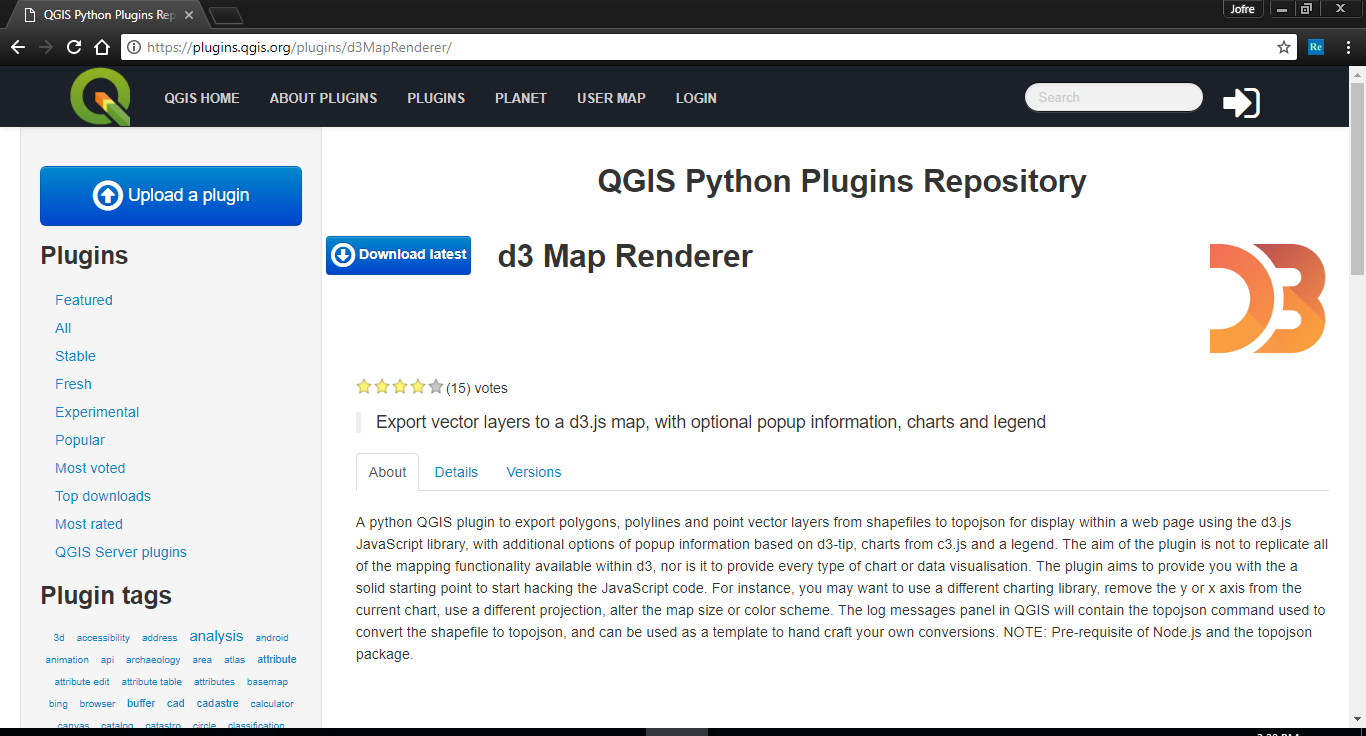 QGIS Python Plugins Rep
Jofre
https://plugins.qgis.org/plugins/d3MapRenderer/
Re
QGIS HOME ABOUT PLUGINS PLUGINS PLANET USER MAP LOGIN
Search
Upload a plugin
Plugins
Featured
All
Stable
Fresh
Experimental
Popular
Most voted
Top downloads
Most rated
QGIS Server plugins
Plugin tags
3d accessibility address analysis android
animation api archaeology area atlas attribute
attribute edit attribute table attributes basemap
bing browser buffer cad cadastre calculator
canvas catalog catastro circle classification
QGIS Python Plugins Repository
Download latest
d3 Map Renderer
D3
(15) votes
Export vector layers to a d3.js map, with optional popup information, charts and legend
About Details Versions
A python QGIS plugin to export polygons, polylines and point vector layers from shapefiles to topojson for display within a web page using the d3.js
JavaScript library, with additional options of popup information based on d3-tip, charts from c3.js and a legend. The aim of the plugin is not to replicate all
of the mapping functionality available within d3, nor is it to provide every type of chart or data visualisation. The plugin aims to provide you with the a
solid starting point to start hacking the JavaScript code. For instance, you may want to use a different charting library, remove the y or x axis from the
current chart, use a different projection, alter the map size or color scheme. The log messages panel in QGIS will contain the topojson command used to
convert the shapefile to topojson, and can be used as a template to hand craft your own conversions. NOTE: Pre-requisite of Node.js and the topojson
package.